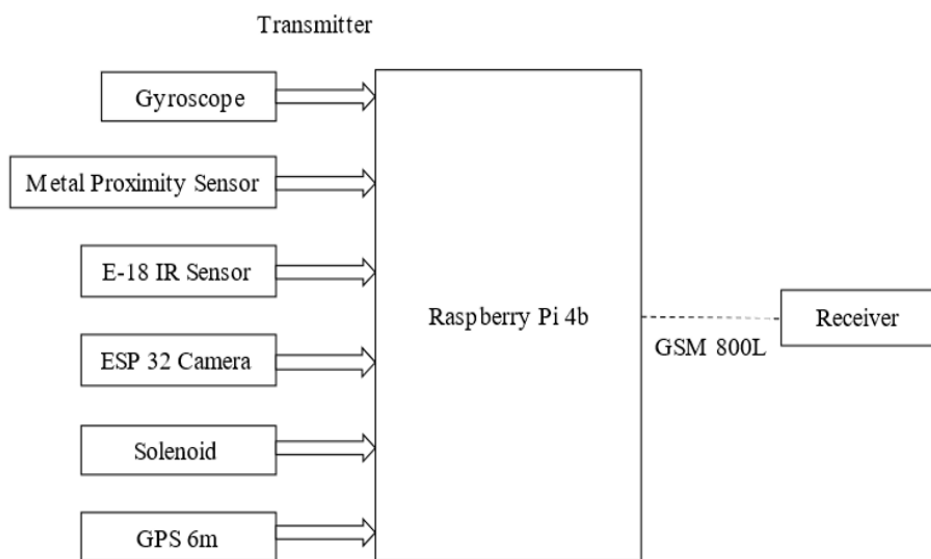 Transmitter
Gyroscope
Metal Proximity Sensor
E-18 IR Sensor
ESP 32 Camera
Solenoid
GPS 6m
Raspberry Pi 4b
GSM 800L
Receiver